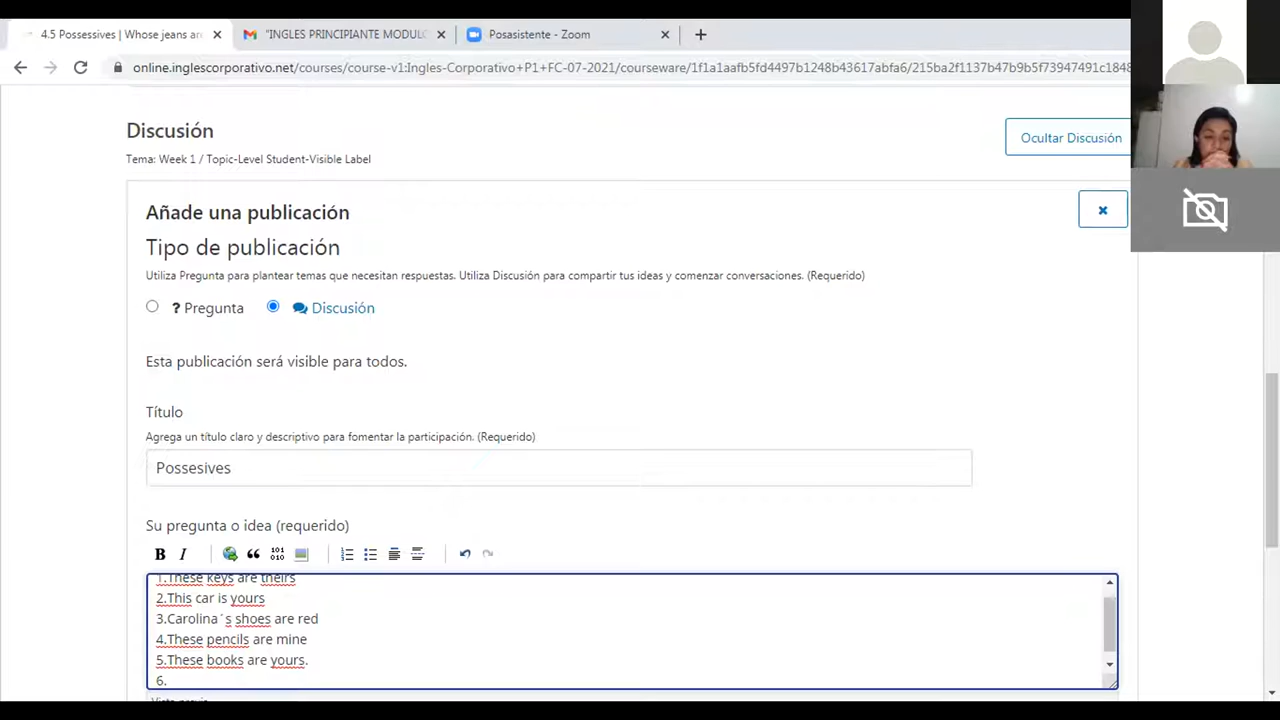 4.5 Possessives | Whose jeans are
"INGLES PRINCIPIANTE MODULO
Posasistente - Zoom
online.inglescorporativo.net/courses/course-v1:Ingles-Corporativo+P1+FC-07-2021/courseware/1f1a1aafb5fd4497b1248b43617abfa6/215ba2f1137b47b9b5f73947491c1848
Discusión
Ocultar Discusión
Tema: Week 1 / Topic-Level Student-Visible Label
Añade una publicación
Tipo de publicación
Utiliza Pregunta para plantear temas que necesitan respuestas. Utiliza Discusión para compartir tus ideas y comenzar conversaciones. (Requerido)
? Pregunta
Discusión
Esta publicación será visible para todos.
Título
Agrega un título claro y descriptivo para fomentar la participación. (Requerido)
Possesives
Su pregunta o idea (requerido)
B I
1.These keys are theirs
2.This car is yours
3.Carolina´s shoes are red
4.These pencils are mine
5.These books are yours.
6.